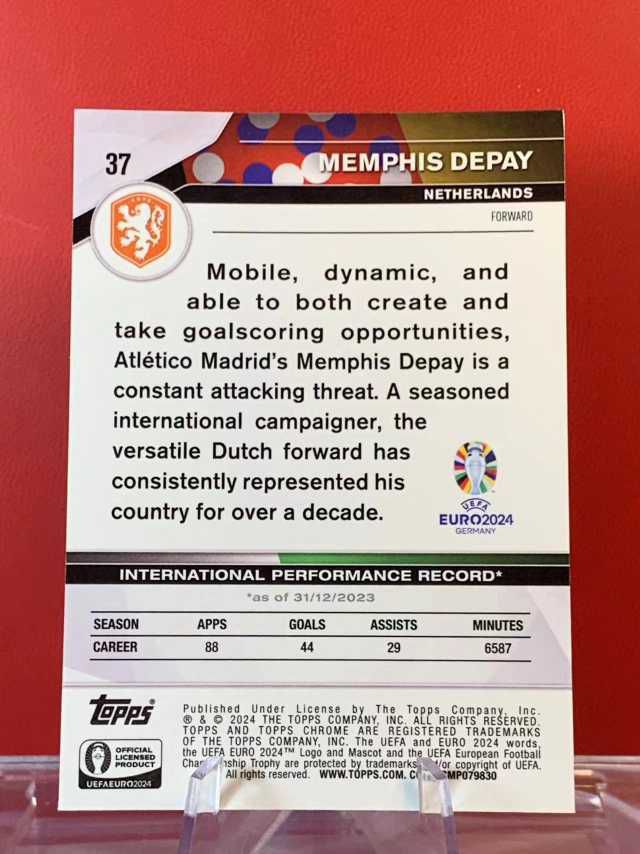 37
MEMPHIS DEPAY
NETHERLANDS
FORWARD
Mobile, dynamic, and
able to both create and
take goalscoring opportunities,
Atlético Madrid's Memphis Depay is a
constant attacking threat. A seasoned
international campaigner, the
versatile Dutch forward has
consistently represented his
country for over a decade.
UEFA
EURO2024
GERMANY
INTERNATIONAL PERFORMANCE RECORD*
*as of 31/12/2023
SEASON APPS GOALS ASSISTS MINUTES
CAREER 88 44 29 6587
topps
OFFICIAL
LICENSED
PRODUCT
UEFAEURO2024
Published Under License by The Topps Company, Inc.
® & © 2024 THE TOPPS COMPANY, INC. ALL RIGHTS RESERVED.
TOPPS AND TOPPS CHROME ARE REGISTERED TRADEMARKS
OF THE TOPPS COMPANY, INC. The UEFA and EURO 2024 words,
the UEFA EURO 2024™ Logo and Mascot and the UEFA European Football
Trophy are protected by trademarks or copyright of UEFA.
All rights reserved. WWW.TOPPS.COM. CMP079830